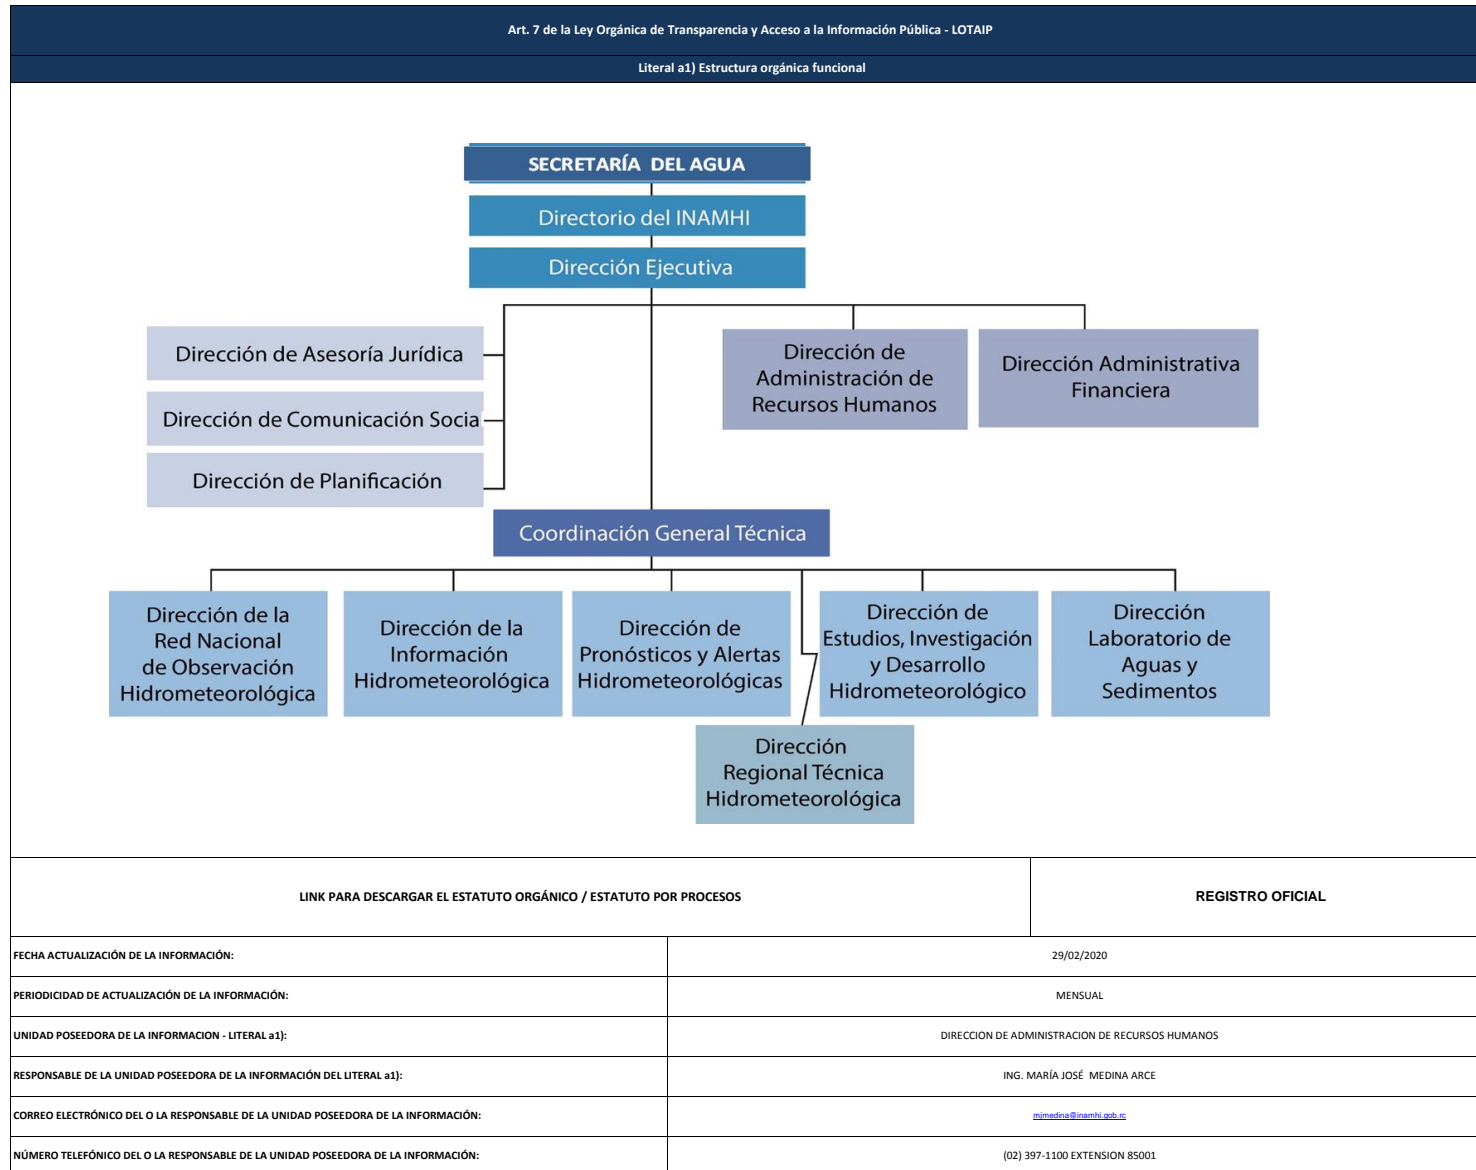 Art. 7 de la Ley Orgánica de Transparencia y Acceso a la Información Pública - LOTAIP
Literal a1) Estructura orgánica funcional
SECRETARÍA DEL AGUA
Directorio del INAMHI
Dirección Ejecutiva
Dirección de Asesoría Jurídica
Dirección de Comunicación Socia
Dirección de Planificación
Dirección de
Administración de
Recursos Humanos
Dirección Administrativa
Financiera
Coordinación General Técnica
Dirección de la
Red Nacional
de Observación
Hidrometeorológica
Dirección de la
Información
Hidrometeorológica
Dirección de
Pronósticos y Alertas
Hidrometeorológicas
Dirección de
Estudios, Investigación
y Desarrollo
Hidrometeorológico
Dirección
Laboratorio de
Aguas y
Sedimentos
Dirección
Regional Técnica
Hidrometeorológica
LINK PARA DESCARGAR EL ESTATUTO ORGÁNICO / ESTATUTO POR PROCESOS
REGISTRO OFICIAL
FECHA ACTUALIZACIÓN DE LA INFORMACIÓN:
29/02/2020
PERIODICIDAD DE ACTUALIZACIÓN DE LA INFORMACIÓN:
MENSUAL
UNIDAD POSEEDORA DE LA INFORMACION - LITERAL a1):
DIRECCION DE ADMINISTRACION DE RECURSOS HUMANOS
RESPONSABLE DE LA UNIDAD POSEEDORA DE LA INFORMACIÓN DEL LITERAL a1):
ING. MARÍA JOSÉ MEDINA ARCE
CORREO ELECTRÓNICO DEL O LA RESPONSABLE DE LA UNIDAD POSEEDORA DE LA INFORMACIÓN:
mjmedina@inamhi.gob.rc
NÚMERO TELEFÓNICO DEL O LA RESPONSABLE DE LA UNIDAD POSEEDORA DE LA INFORMACIÓN:
(02) 397-1100 EXTENSION 85001